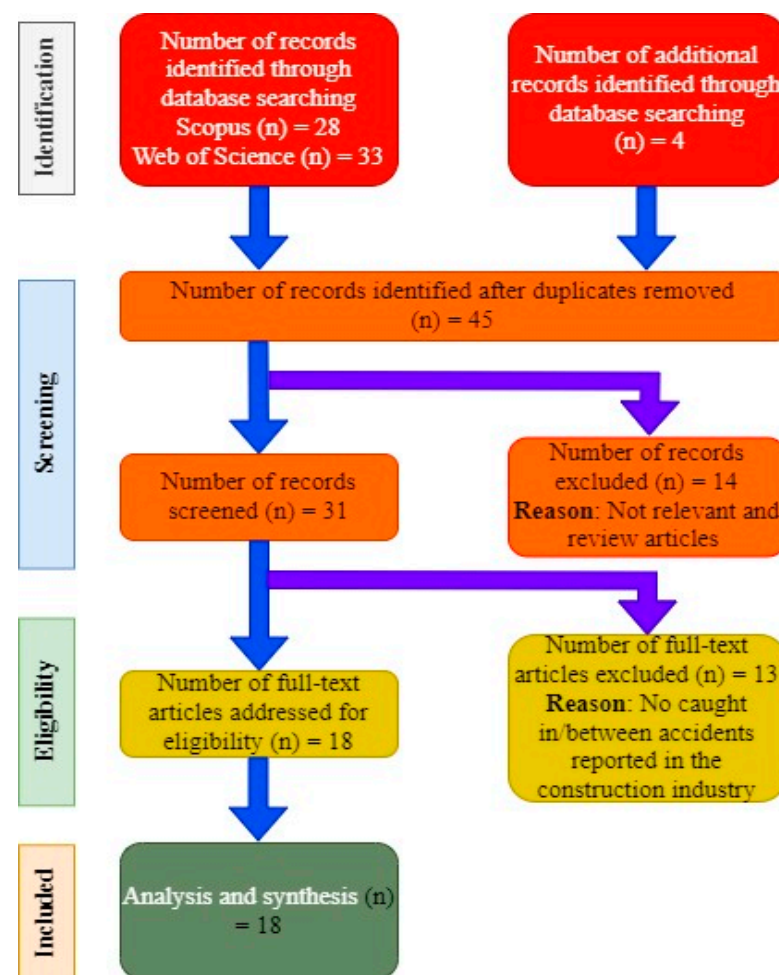 Identification
Number of records
identified through
database searching
Scopus (n) = 28
Web of Science (n) = 33
Number of additional
records identified through
database searching
(n) = 4
Screening
Number of records identified after duplicates removed
(n) = 45
Number of records
screened (n) = 31
Number of records
excluded (n) = 14
Reason: Not relevant and
review articles
Eligibility
Number of full-text
articles addressed for
eligibility (n) = 18
Number of full-text
articles excluded (n) = 13
Reason: No caught
in/between accidents
reported in the
construction industry
Included
Analysis and synthesis (n)
= 18